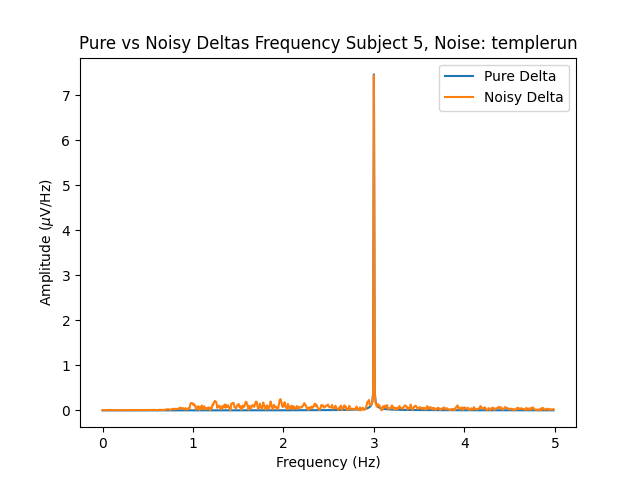 Pure vs Noisy Deltas Frequency Subject 5, Noise: templerun
Pure Delta
Noisy Delta
Amplitude (μV/Hz)
7
6
5
4
3
2
1
0
0 1 2 3 4 5
Frequency (Hz)